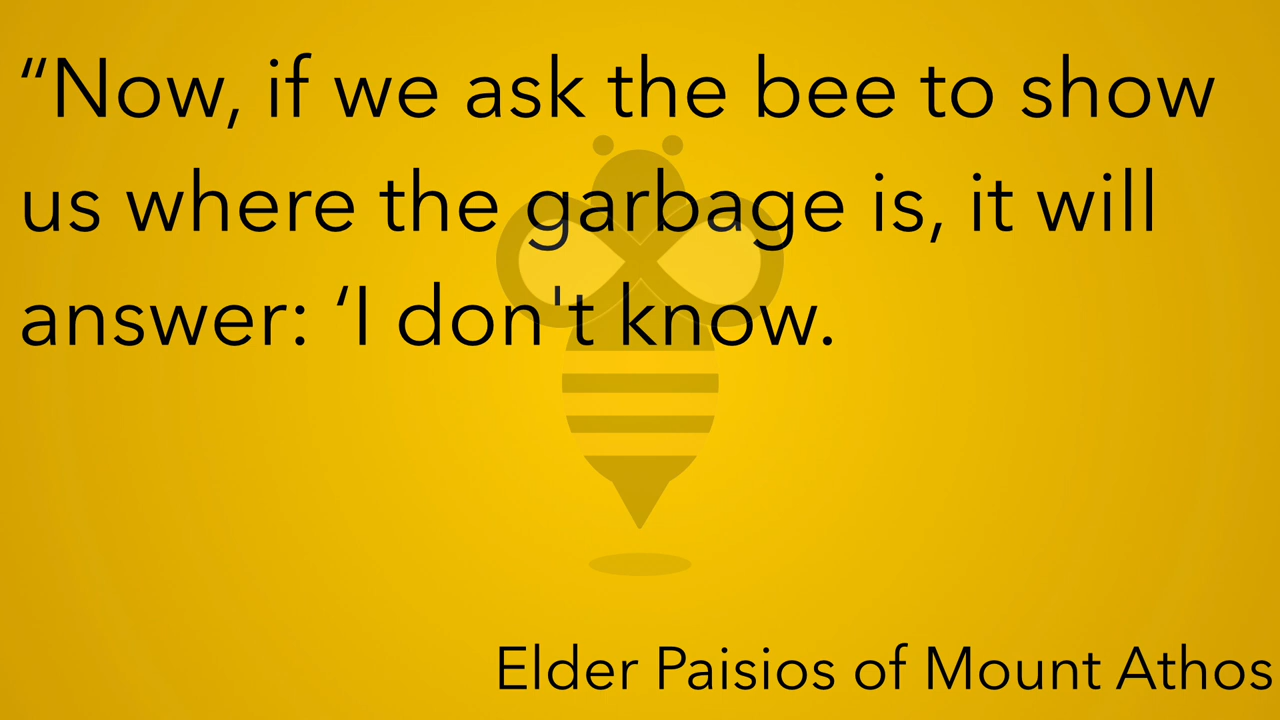 “Now, if we ask the bee to show
us where the garbage is, it will
answer: ‘I don't know.
Elder Paisios of Mount Athos